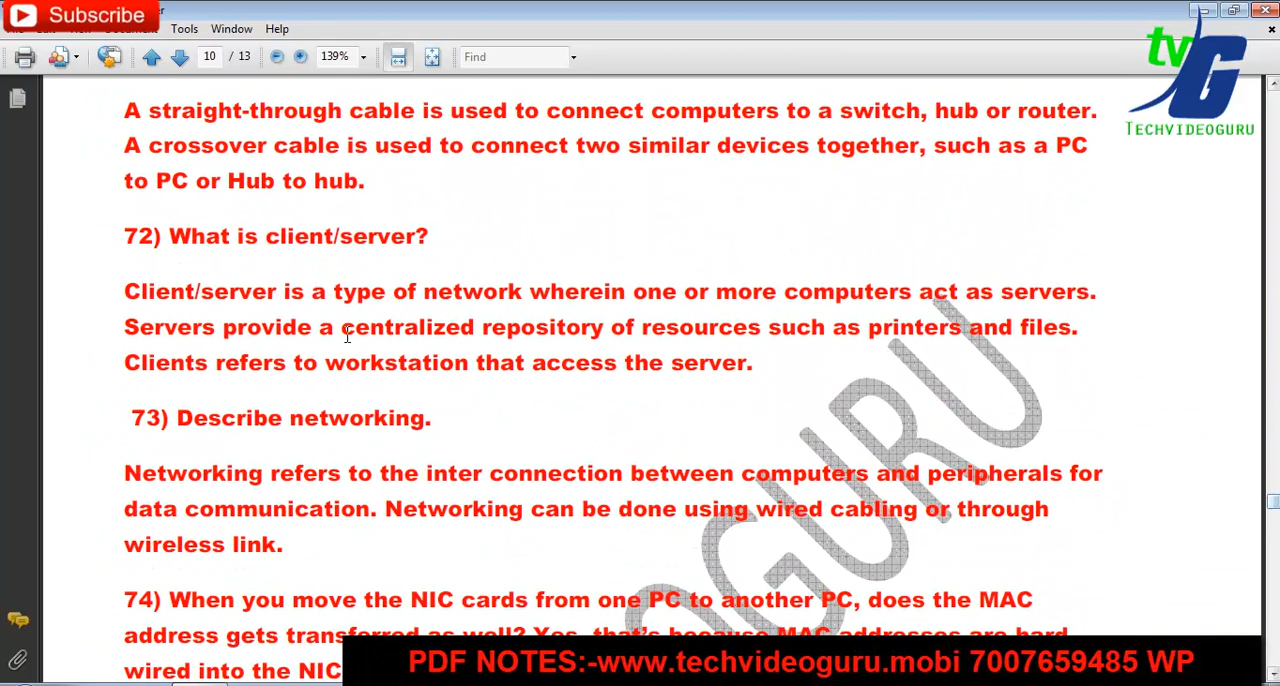 Subscribe
Tools Window Help
10 / 13 139% Find
tv G
TECHVIDEOGURU
A straight-through cable is used to connect computers to a switch, hub or router.
A crossover cable is used to connect two similar devices together, such as a PC
to PC or Hub to hub.
72) What is client/server?
Client/server is a type of network wherein one or more computers act as servers.
Servers provide a centralized repository of resources such as printers and files.
Clients refers to workstation that access the server.
73) Describe networking.
Networking refers to the inter connection between computers and peripherals for
data communication. Networking can be done using wired cabling or through
wireless link.
74) When you move the NIC cards from one PC to another PC, does the MAC
address gets transferred as well? Yes, that's because MAC addresses are hard
wired into the NIC
PDF NOTES:-www.techvideoguru.mobi 7007659485 WP
OGURU